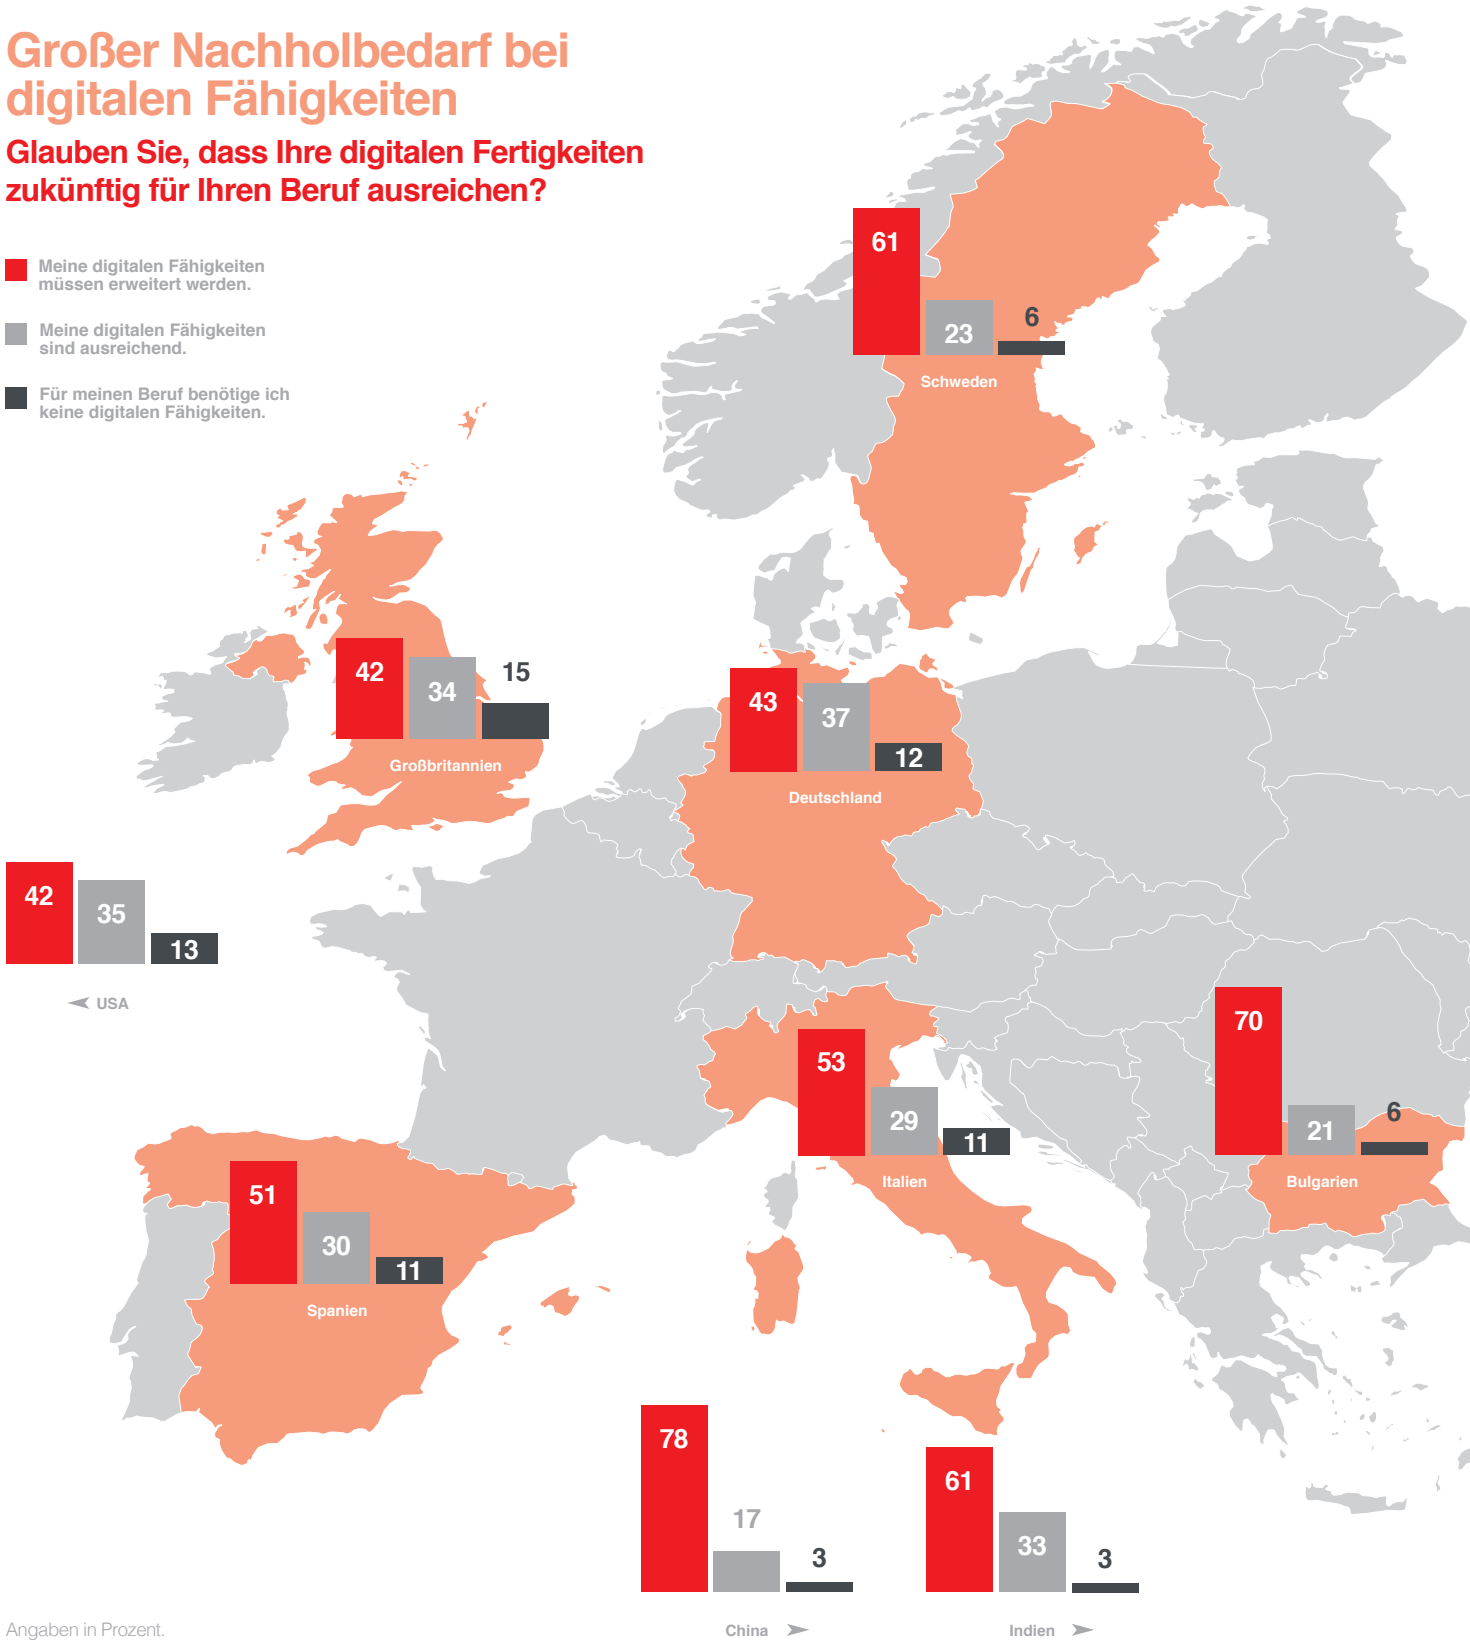 Großer Nachholbedarf bei
digitalen Fähigkeiten
Glauben Sie, dass Ihre digitalen Fertigkeiten
zukünftig für Ihren Beruf ausreichen?
Meine digitalen Fähigkeiten
müssen erweitert werden.
Meine digitalen Fähigkeiten
sind ausreichend.
Für meinen Beruf benötige ich
keine digitalen Fähigkeiten.
61
23
6
Schweden
42
34
15
Großbritannien
43
37
12
Deutschland
42
35
13
USA
53
29
11
Italien
70
21
6
Bulgarien
51
30
11
Spanien
78
17
3
China
61
33
3
Indien
Angaben in Prozent.